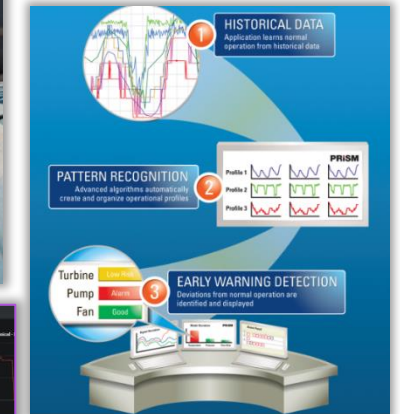 HISTORICAL DATA
Application learns normal
operation from historical data
1
PRiSM
Profile 1
Profile 2
Profile 3
PATTERN RECOGNITION
Advanced algorithms automatically
create and organize operational profiles
2
Turbine Low Risk
Pump Alarm
Fan Good
3
EARLY WARNING DETECTION
Deviations from normal operation are
identified and displayed
PRiSM